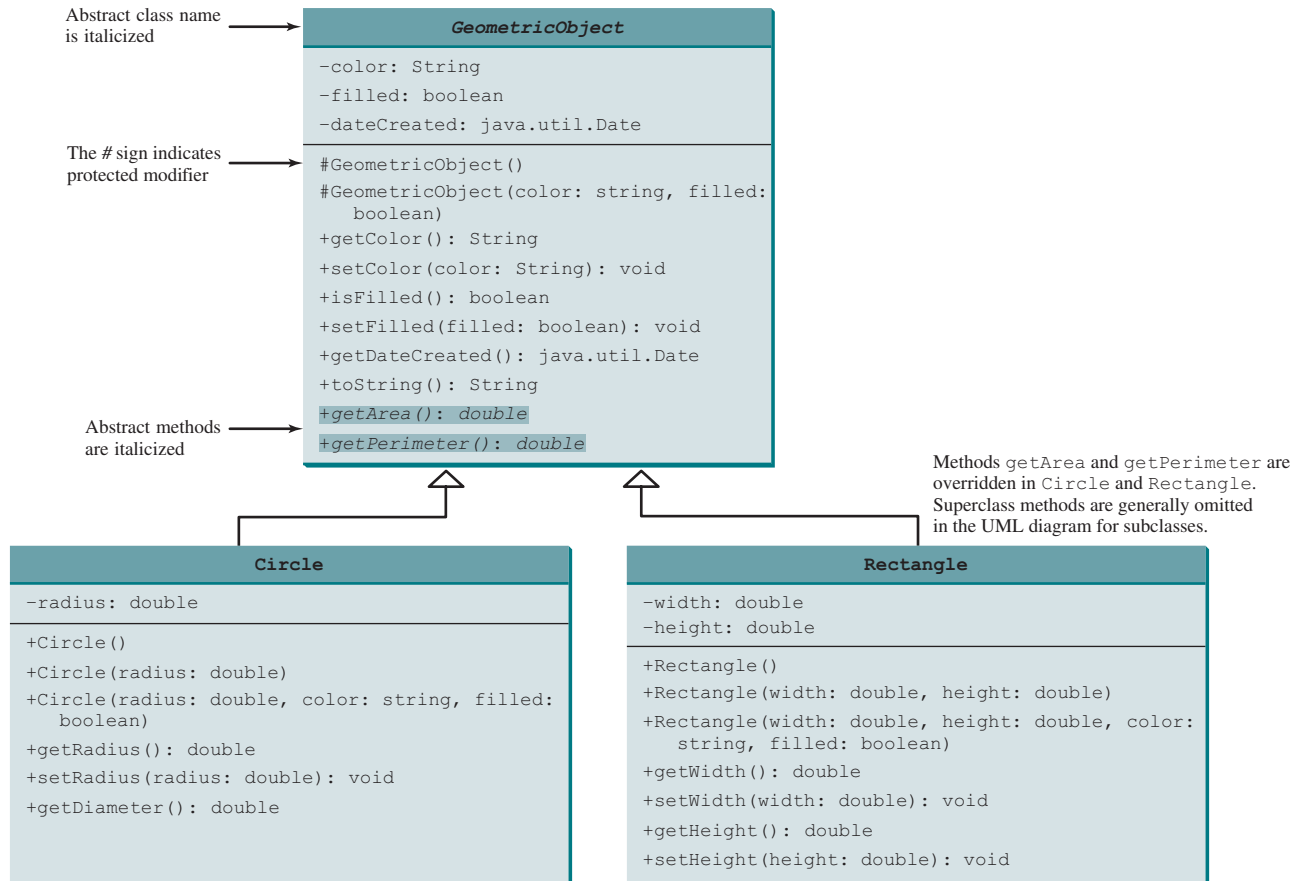 Abstract class name
is italicized
GeometricObject
-color: String
-filled: boolean
-dateCreated: java.util.Date
The # sign indicates
protected modifier
#GeometricObject()
#GeometricObject(color: string, filled:
boolean)
+getColor(): String
+setColor(color: String): void
+isFilled(): boolean
+setFilled(filled: boolean): void
+getDateCreated(): java.util.Date
+toString(): String
Abstract methods
are italicized
+getArea(): double
+getPerimeter(): double
Methods getArea and getPerimeter are
overridden in Circle and Rectangle.
Superclass methods are generally omitted
in the UML diagram for subclasses.
Circle
-radius: double
+Circle()
+Circle(radius: double)
+Circle(radius: double, color: string, filled:
boolean)
+getRadius(): double
+setRadius(radius: double): void
+getDiameter(): double
Rectangle
-width: double
-height: double
+Rectangle()
+Rectangle(width: double, height: double)
+Rectangle(width: double, height: double, color:
string, filled: boolean)
+getWidth(): double
+setWidth(width: double): void
+getHeight(): double
+setHeight(height: double): void